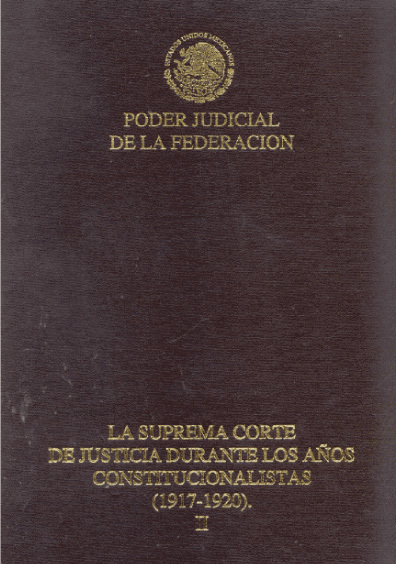 ESTADOS UNIDOS MEXICANOS
PODER JUDICIAL
DE LA FEDERACION
LA SUPREMA CORTE
DE JUSTICIA DURANTE LOS AÑOS
CONSTITUCIONALISTAS
(1917-1920).
II